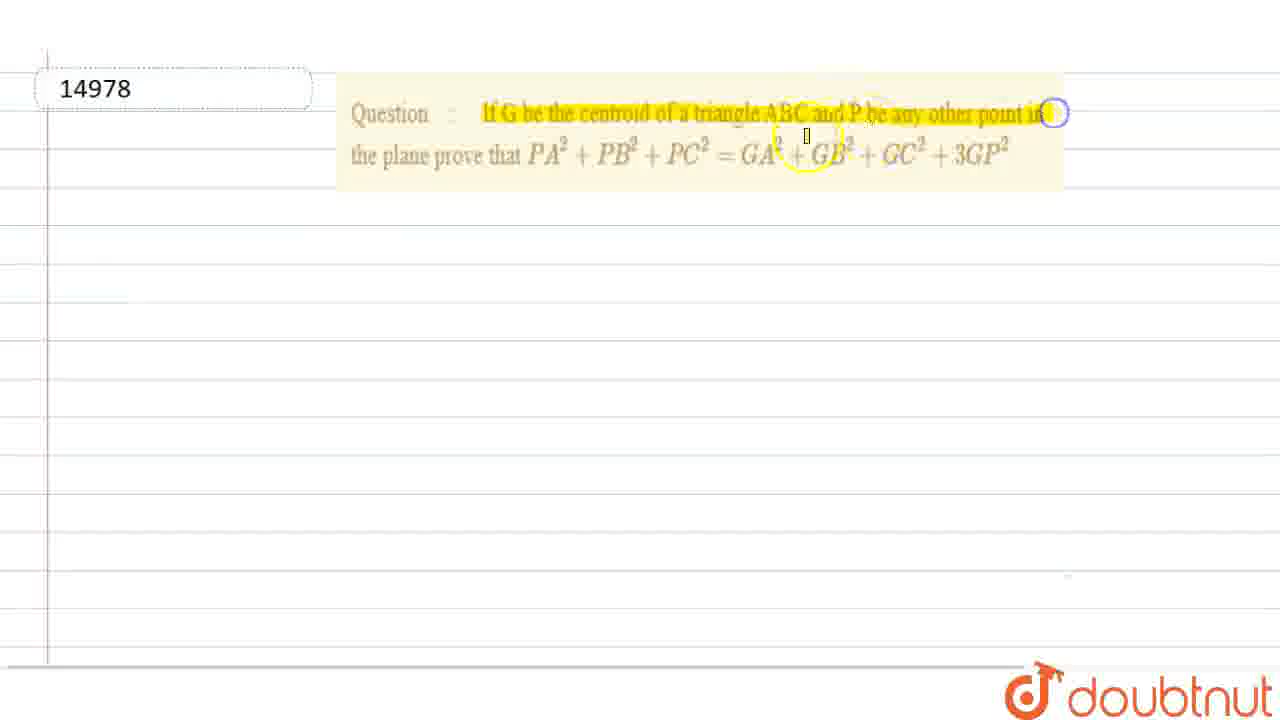 14978
Question : If G be the centroid of a triangle ABC and P be any other point in
the plane prove that PA² + PB² + PC² = GA² + GB² + GC² + 3GP²
doubtnut